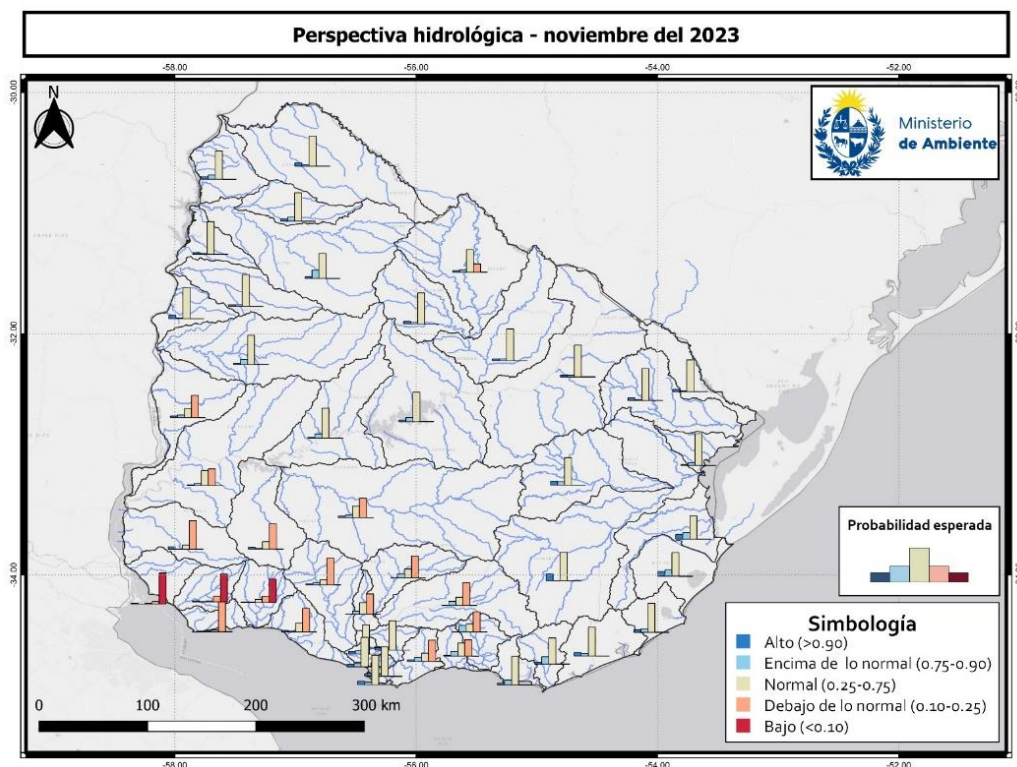 Perspectiva hidrológica - noviembre del 2023
-58.00
-56.00
-54.00
-52.00
N
30.00
Ministerio
de Ambiente
32.00
34.00
Probabilidad esperada
Simbología
Alto (>0.90)
Encima de lo normal (0.75-0.90)
Normal (0.25-0.75)
Debajo de lo normal (0.10-0.25)
Bajo (<0.10)
0
100
200
300 km
-58.00
-56.00
-54.00
-52.00